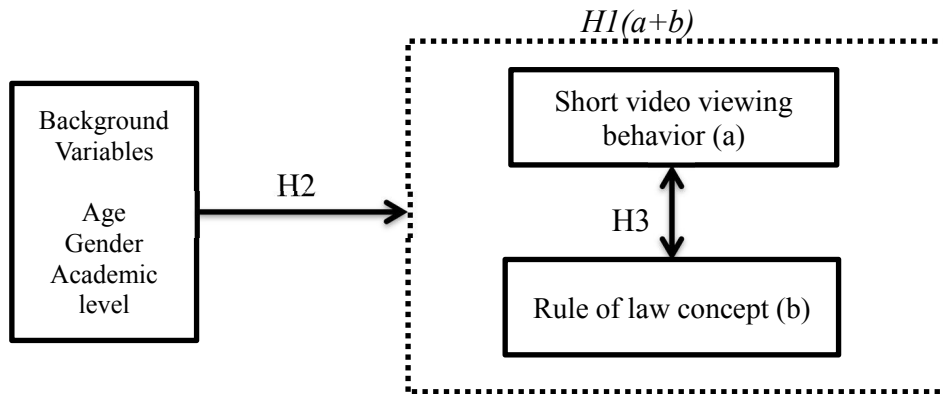 H1(a+b)
Background
Variables
Age
Gender
Academic
level
H2
Short video viewing
behavior (a)
H3
Rule of law concept (b)